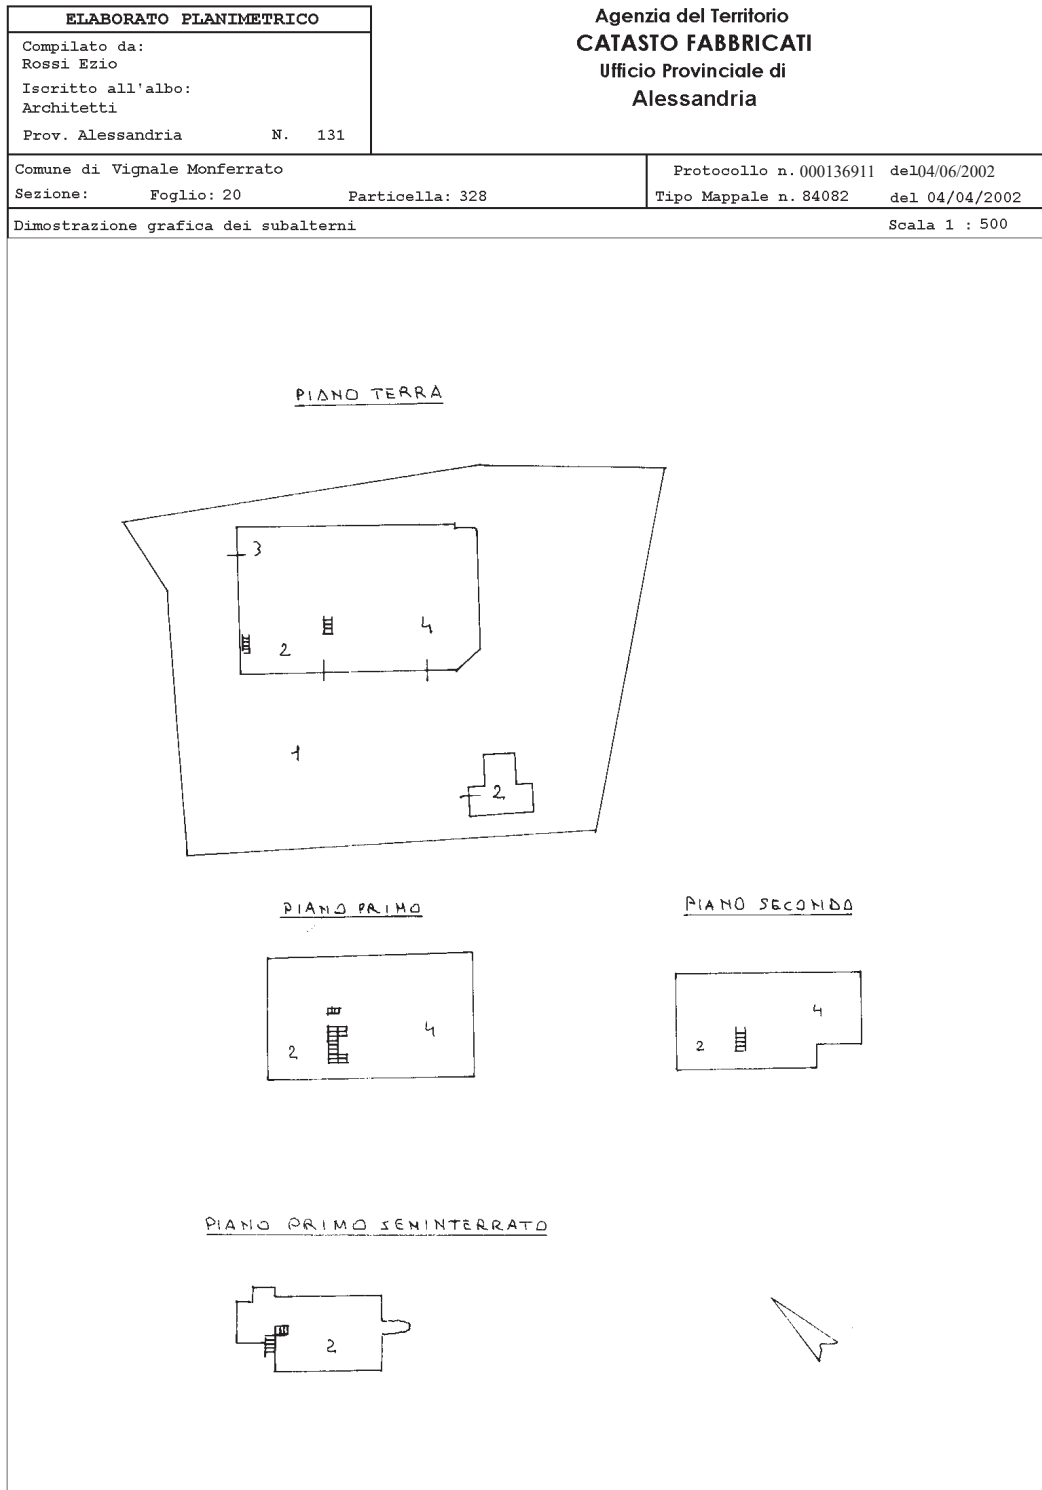 ELABORATO PLANIMETRICO
Compilato da:
Rossi Ezio
Iscritto all'albo:
Architetti
Prov. Alessandria N. 131
Agenzia del Territorio
CATASTO FABBRICATI
Ufficio Provinciale di
Alessandria
Comune di Vignale Monferrato
Sezione: Foglio: 20 Particella: 328
Protocollo n. 000136911 del 04/06/2002
Tipo Mappale n. 84082 del 04/04/2002
Dimostrazione grafica dei subalterni Scala 1 : 500
PIANO TERRA
3
4
2
1
2
PIANO PRIMO
4
2
PIANO SECONDO
4
2
PIANO PRIMO SEMINTERRATO
2